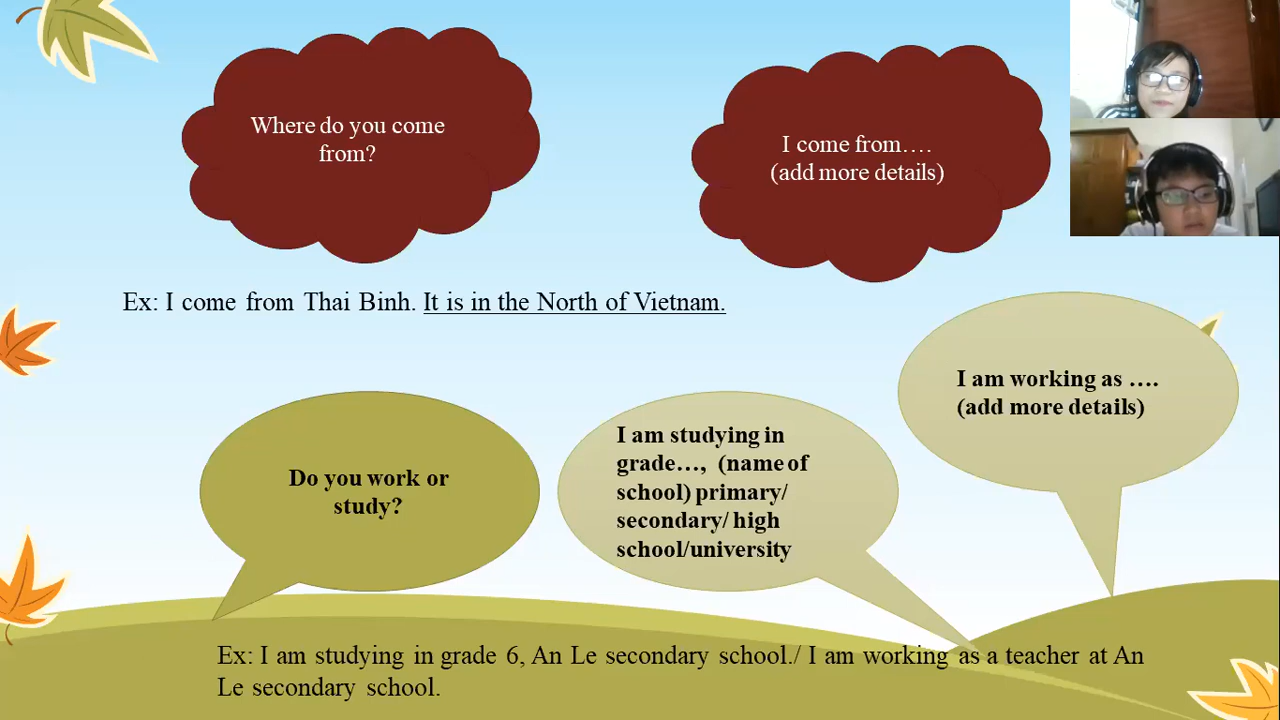 Where do you come
from?
I come from….
(add more details)
Ex: I come from Thai Binh. It is in the North of Vietnam.
I am working as ….
(add more details)
Do you work or
study?
I am studying in
grade…, (name of
school) primary/
secondary/ high
school/university
Ex: I am studying in grade 6, An Le secondary school./ I am working as a teacher at An
Le secondary school.